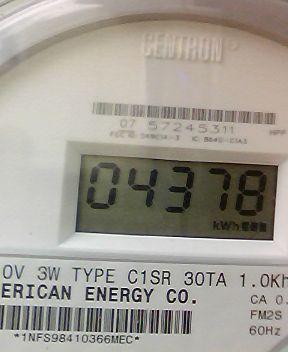 CENTRON®
07 57245311
HPF
04378
kWh
0V 3W TYPE C1SR 30TA 1.0Kh
ERICAN ENERGY CO.
CA 0.
FM2S
60Hz
*1NFS98410366MEC*